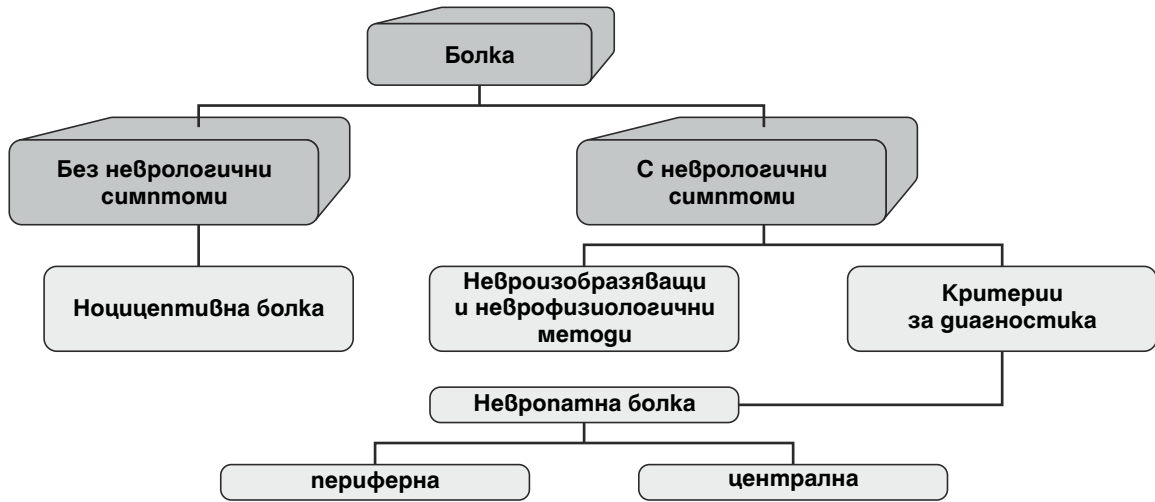 Болка
Без неврологични
симптоми
С неврологични
симптоми
Ноцицептивна болка
Невроизобразяващи
и неврофизиологични
методи
Критерии
за диагностика
Невропатна болка
периферна
централна